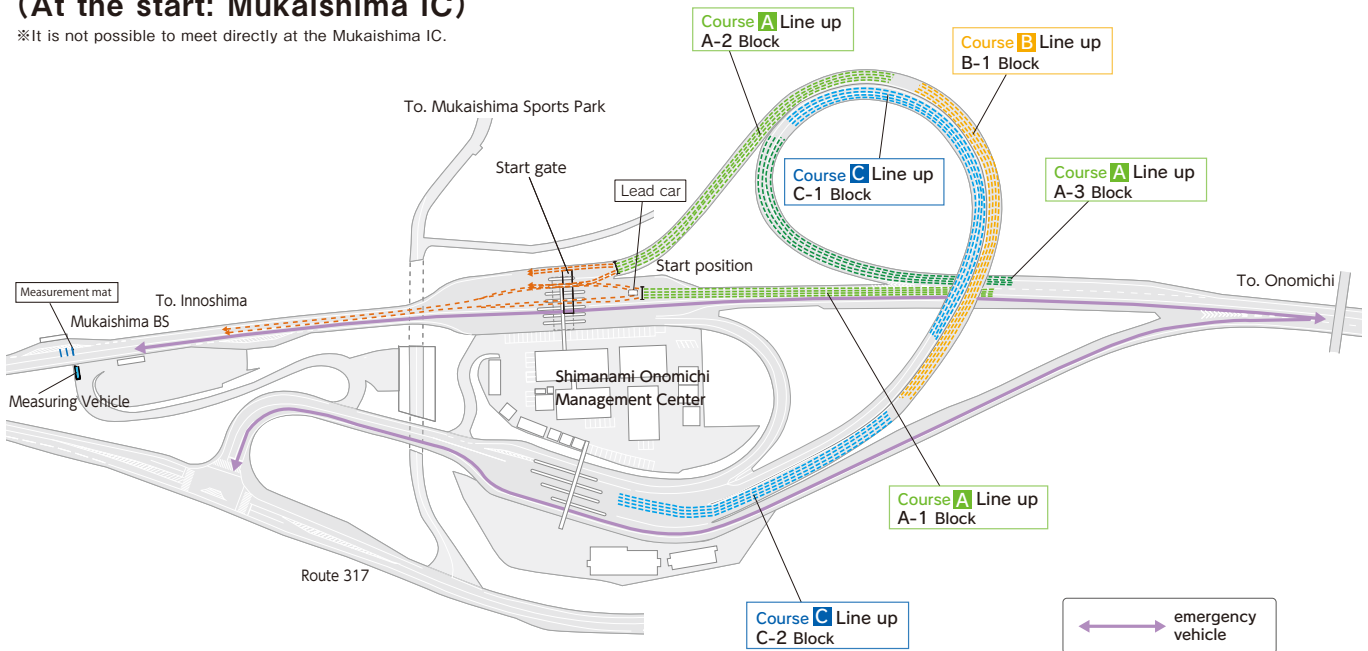 (At the start: Mukaishima IC)
※It is not possible to meet directly at the Mukaishima IC.
Course A Line up
A-2 Block
Course B Line up
B-1 Block
To. Mukaishima Sports Park
Start gate
Lead car
Course C Line up
C-1 Block
Course A Line up
A-3 Block
Start position
To. Onomichi
Measurement mat
To. Innoshima
Mukaishima BS
Measuring Vehicle
Shimanami Onomichi
Management Center
Course A Line up
A-1 Block
Route 317
Course C Line up
C-2 Block
emergency
vehicle